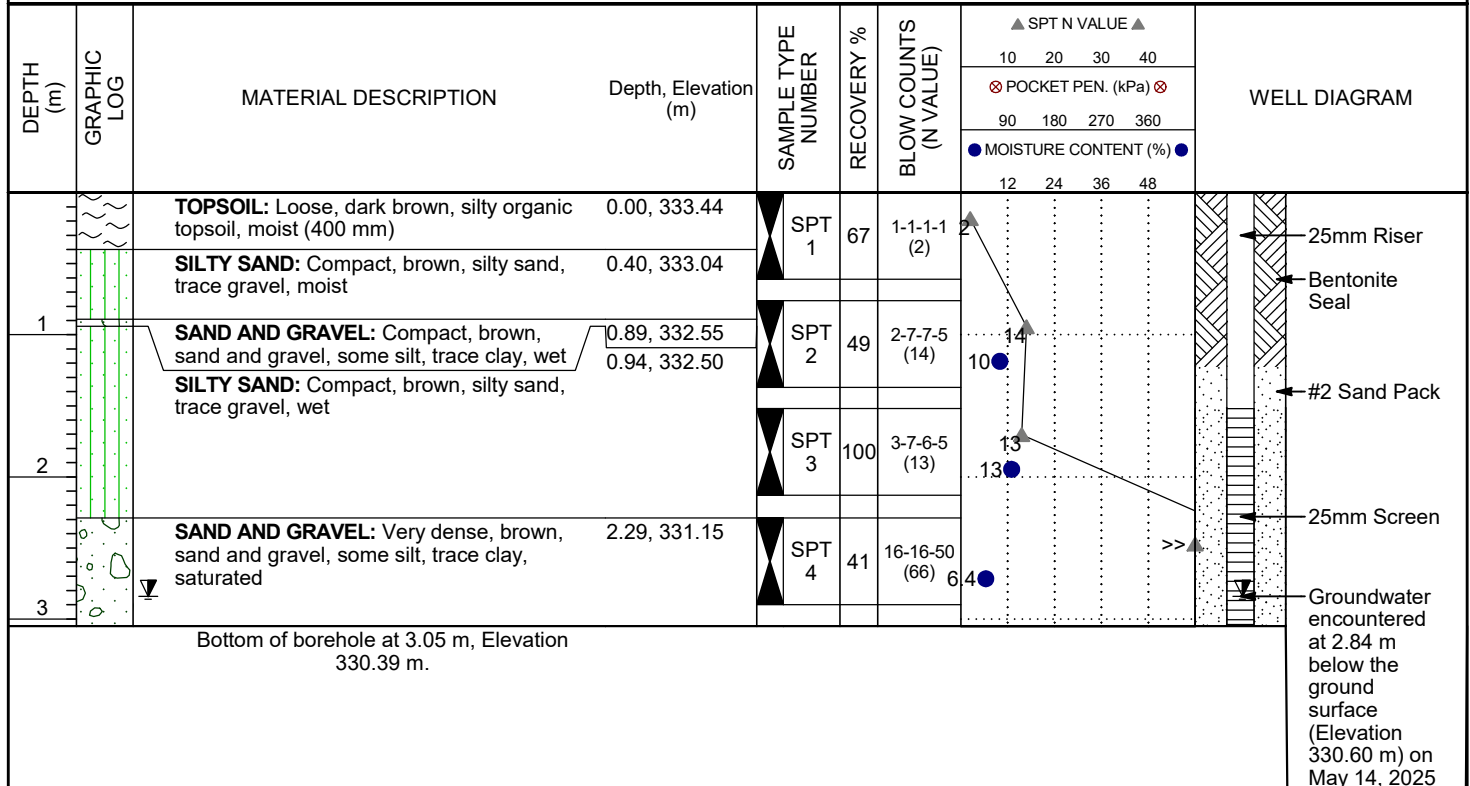 DEPTH
(m)
GRAPHIC
LOG
MATERIAL DESCRIPTION
Depth, Elevation
(m)
SAMPLE TYPE
NUMBER
RECOVERY %
BLOW COUNTS
(N VALUE)
SPT N VALUE
10 20 30 40
POCKET PEN. (kPa)
90 180 270 360
MOISTURE CONTENT (%)
12 24 36 48
WELL DIAGRAM
TOPSOIL: Loose, dark brown, silty organic
topsoil, moist (400 mm)
0.00, 333.44
SPT
1
67
1-1-1-1
(2)
2
25mm Riser
SILTY SAND: Compact, brown, silty sand,
trace gravel, moist
0.40, 333.04
Bentonite
Seal
1
SAND AND GRAVEL: Compact, brown,
sand and gravel, some silt, trace clay, wet
0.89, 332.55
0.94, 332.50
SPT
2
49
2-7-7-5
(14)
14
10
SILTY SAND: Compact, brown, silty sand,
trace gravel, wet
#2 Sand Pack
2
SPT
3
100
3-7-6-5
(13)
13
13
SAND AND GRAVEL: Very dense, brown,
sand and gravel, some silt, trace clay,
saturated
2.29, 331.15
SPT
4
41
16-16-50
(66)
>>
6.4
25mm Screen
3
Groundwater
encountered
at 2.84 m
below the
ground
surface
(Elevation
330.60 m) on
May 14, 2025
Bottom of borehole at 3.05 m, Elevation
330.39 m.